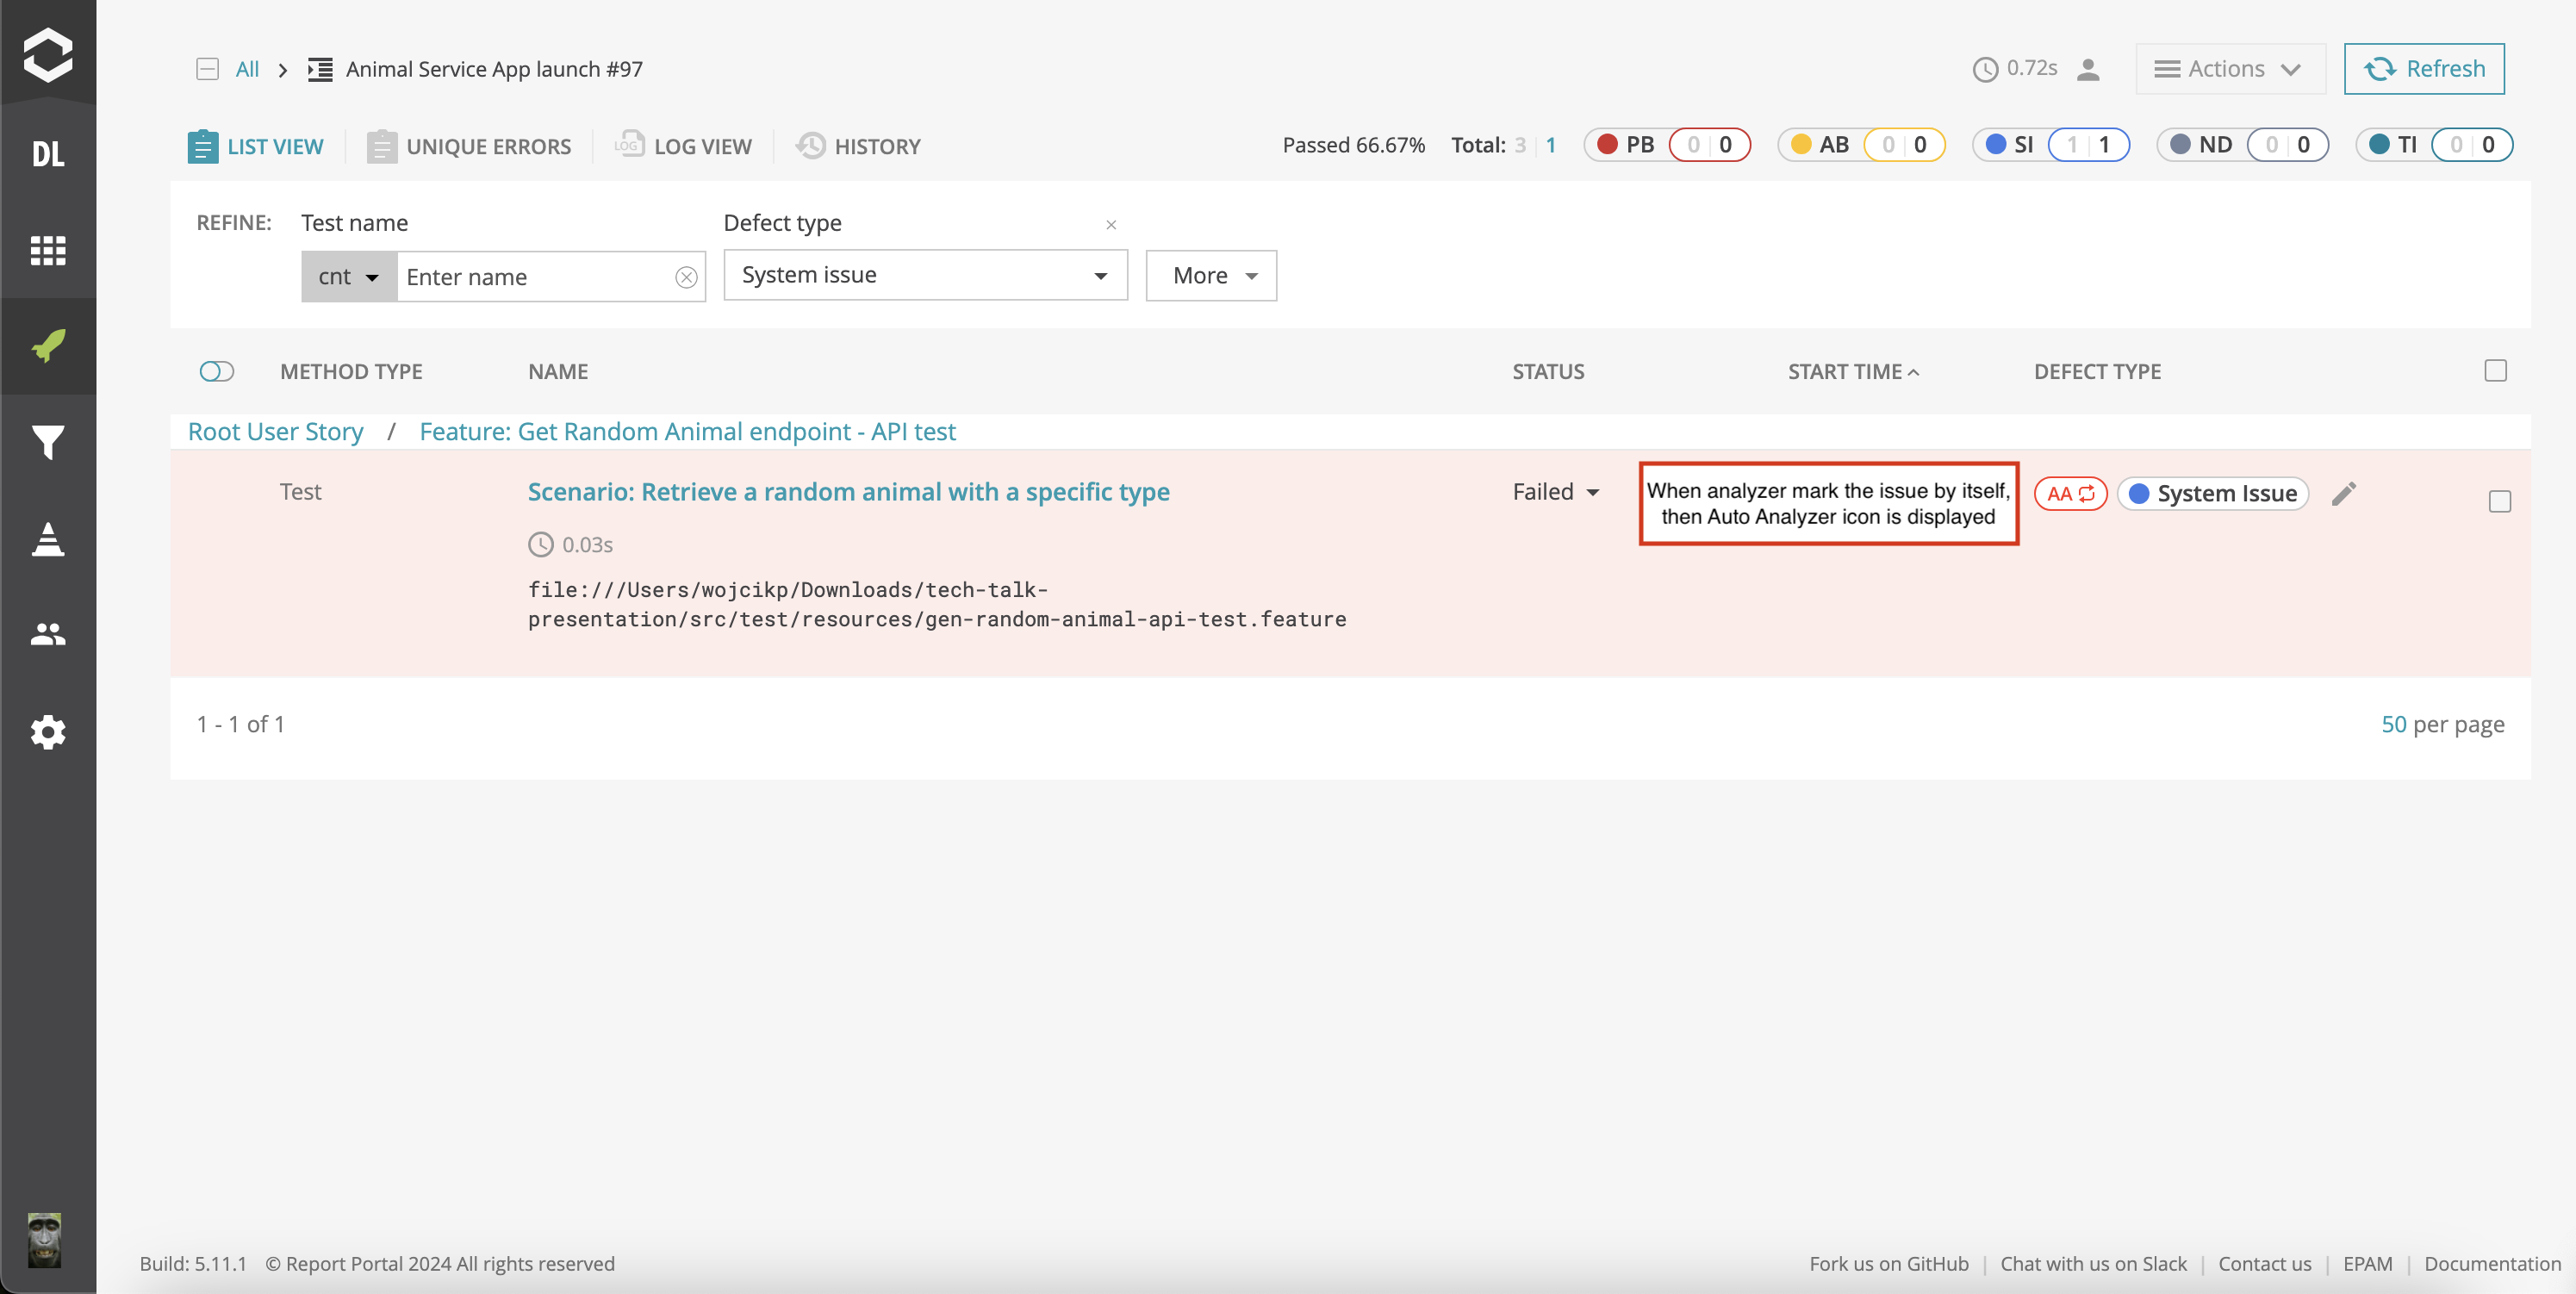 All Animal Service App launch #97
0.72s
Actions
Refresh
DL
LIST VIEW
UNIQUE ERRORS
LOG
LOG VIEW
HISTORY
Passed 66.67%
Total: 3 1
PB 0 0
AB 0 0
SI 1 1
ND 0 0
TI 0 0
REFINE:
Test name
Defect type
cnt
Enter name
System issue
More
METHOD TYPE
NAME
STATUS
START TIME
DEFECT TYPE
Root User Story / Feature: Get Random Animal endpoint - API test
Test
Scenario: Retrieve a random animal with a specific type
0.03s
file:///Users/wojcikp/Downloads/tech-talk-
presentation/src/test/resources/gen-random-animal-api-test.feature
Failed
When analyzer mark the issue by itself,
then Auto Analyzer icon is displayed
AA
System Issue
1 - 1 of 1
50 per page
Build: 5.11.1 © Report Portal 2024 All rights reserved
Fork us on GitHub | Chat with us on Slack | Contact us | EPAM | Documentation